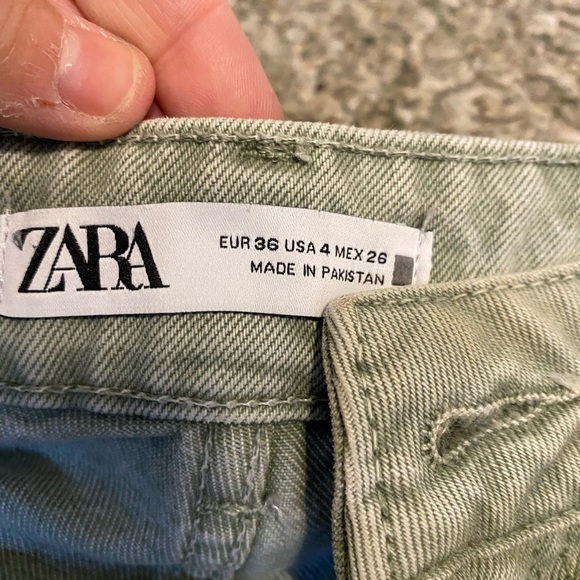 ZARA
EUR 36 USA 4 MEX 26
MADE IN PAKISTAN